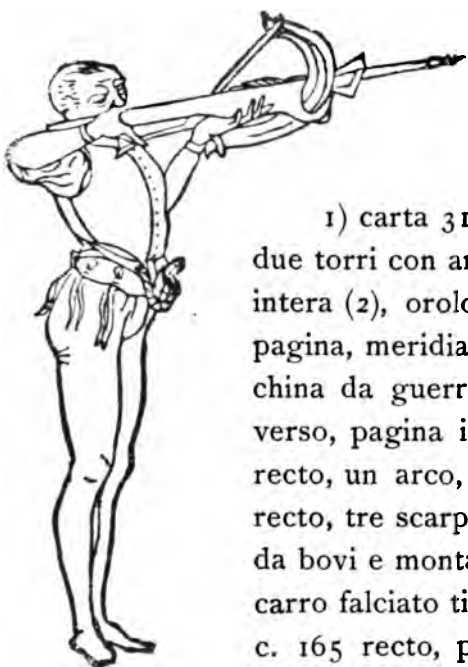 1) carta 31
due torri con
intera (2), orolo
pagina, meridia
china da guerr
verso, pagina i
recto, un arco,
recto, tre scarp
da bovi e monta
carro falciato ti
c. 165 recto, p